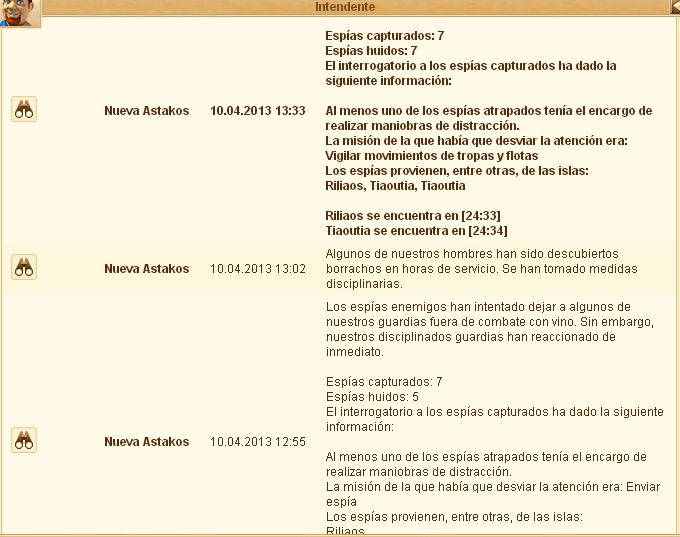 Intendente
Espías capturados: 7
Espías huidos: 7
El interrogatorio a los espías capturados ha dado la
siguiente información:
Nueva Astakos 10.04.2013 13:33
Al menos uno de los espías atrapados tenía el encargo de
realizar maniobras de distracción.
La misión de la que había que desviar la atención era:
Vigilar movimientos de tropas y flotas
Los espías provienen, entre otras, de las islas:
Riliaos, Tiaoutia, Tiaoutia
Riliaos se encuentra en [24:33]
Tiaoutia se encuentra en [24:34]
Nueva Astakos 10.04.2013 13:02
Algunos de nuestros hombres han sido descubiertos
borrachos en horas de servicio. Se han tomado medidas
disciplinarias.
Los espías enemigos han intentado dejar a algunos de
nuestros guardias fuera de combate con vino. Sin embargo,
nuestros disciplinados guardias han reaccionado de
inmediato.
Espías capturados: 7
Espías huidos: 5
El interrogatorio a los espías capturados ha dado la siguiente
información:
Nueva Astakos 10.04.2013 12:55
Al menos uno de los espías atrapados tenía el encargo de
realizar maniobras de distracción.
La misión de la que había que desviar la atención era: Enviar
espía
Los espías provienen, entre otras, de las islas:
Riliaos